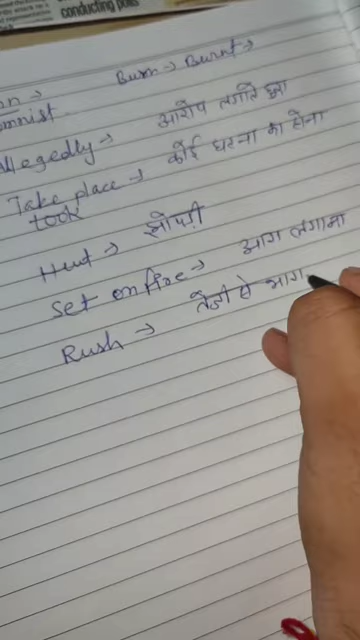 conducting polls
Burn → Burnt →
Allegedly → आरोप लगाते हुए
Take place → कोई घटना का होना
took
Hut → झोपड़ी
Set on fire → आग लगाना
Rush → तेजी से भाग